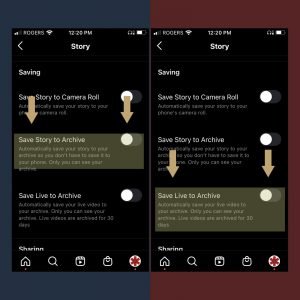 ROGERS 12:20 PM
Story
Saving
Save Story to Camera Roll
Automatically save your story to your
phone's camera roll.
Save Story to Archive
Automatically save your story to your
archive so you don't have to save it to
your phone. Only you can see your
archive.
Save Live to Archive
Automatically save your live video to
your archive. Only you can see your
archive. Live videos are archived for 30
days
Sharing
ROGERS 12:20 PM
Story
Saving
Save Story to Camera Roll
Automatically save your story to your
phone's camera roll.
Save Story to Archive
Automatically save your story to your
archive so you don't have to save it to
your phone. Only you can see your
archive.
Save Live to Archive
Automatically save your live video to
your archive. Only you can see your
archive. Live videos are archived for 30
days
Sharing